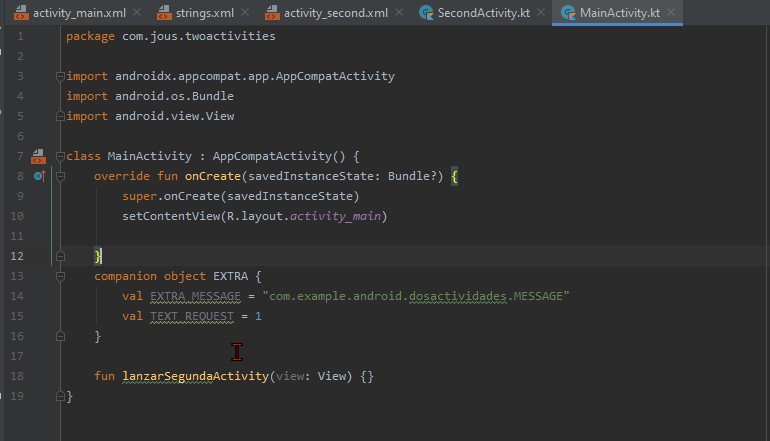 activity_main.xml strings.xml activity_second.xml SecondActivity.kt MainActivity.kt
1 package com.jous.twoactivities
2
3 import androidx.appcompat.app.AppCompatActivity
4 import android.os.Bundle
5 import android.view.View
6
7 class MainActivity : AppCompatActivity() {
8 override fun onCreate(savedInstanceState: Bundle?) {
9 super.onCreate(savedInstanceState)
10 setContentView(R.layout.activity_main)
11
12 }
13 companion object EXTRA {
14 val EXTRA_MESSAGE = "com.example.android.dosactividades.MESSAGE"
15 val TEXT_REQUEST = 1
16 }
17
18 fun lanzarSegundaActivity(view: View) {}
19 }